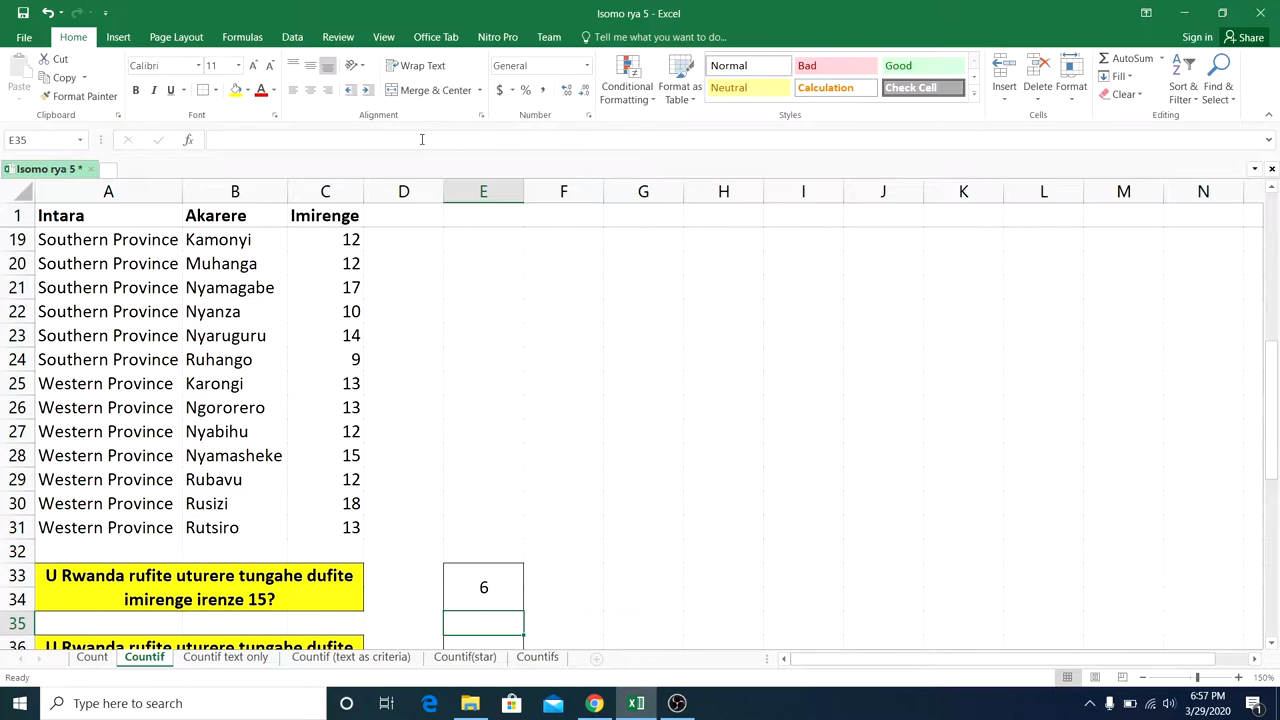 Isomo rya 5 - Excel
File Home Insert Page Layout Formulas Data Review View Office Tab Nitro Pro Tell me what you want to do... Sign in Share
Paste Cut Copy Format Painter
Clipboard
Calibri 11 A A
B I U A
Font
Wrap Text
Merge & Center
Alignment
General
$ % ,
Number
Conditional Formatting Format as Table
Normal Bad Good
Neutral Calculation Check Cell
Styles
Insert Delete Format
Cells
AutoSum Fill Clear
Sort & Filter Find & Select
Editing
E35 fx
Isomo rya 5 *
A B C D E F G H I J K L M N
1 Intara Akarere Imirenge
19 Southern Province Kamonyi 12
20 Southern Province Muhanga 12
21 Southern Province Nyamagabe 17
22 Southern Province Nyanza 10
23 Southern Province Nyaruguru 14
24 Southern Province Ruhango 9
25 Western Province Karongi 13
26 Western Province Ngororero 13
27 Western Province Nyabihu 12
28 Western Province Nyamasheke 15
29 Western Province Rubavu 12
30 Western Province Rusizi 18
31 Western Province Rutsiro 13
32
33 U Rwanda rufite uturere tungahe dufite
34 imirenge irenze 15? 6
35
36 U Rwanda rufite uturere tungahe dufite
Count Countif Countif text only Countif (text as criteria) Countif(star) Countifs
Ready 150%
Type here to search
6:57 PM
3/29/2020